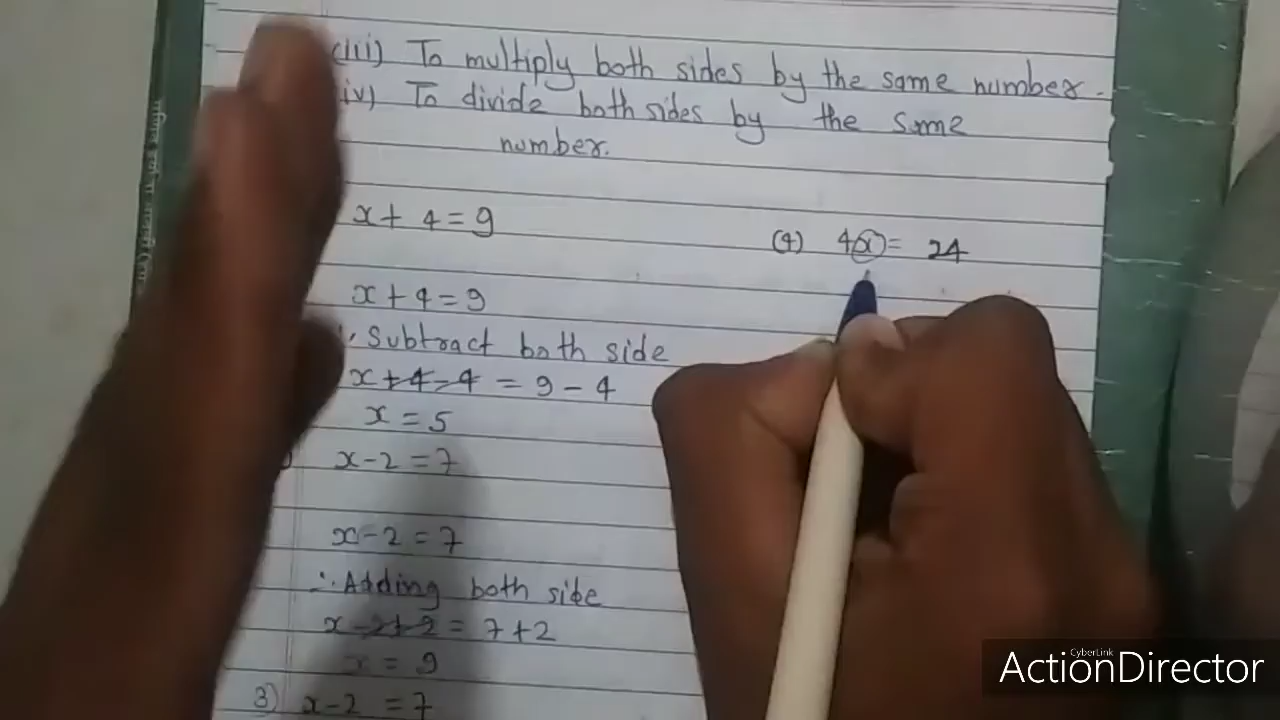 (iii) To multiply both sides by the same number.
iv) To divide both sides by the same
number.
x + 4 = 9
x + 4 = 9
∴ Subtract both side
x + 4 - 4 = 9 - 4
x = 5
x - 2 = 7
x - 2 = 7
∴ Adding both side
x - 2 + 2 = 7 + 2
x = 9
3) x - 2 = 7
(4) 4x = 24
CyberLink
ActionDirector